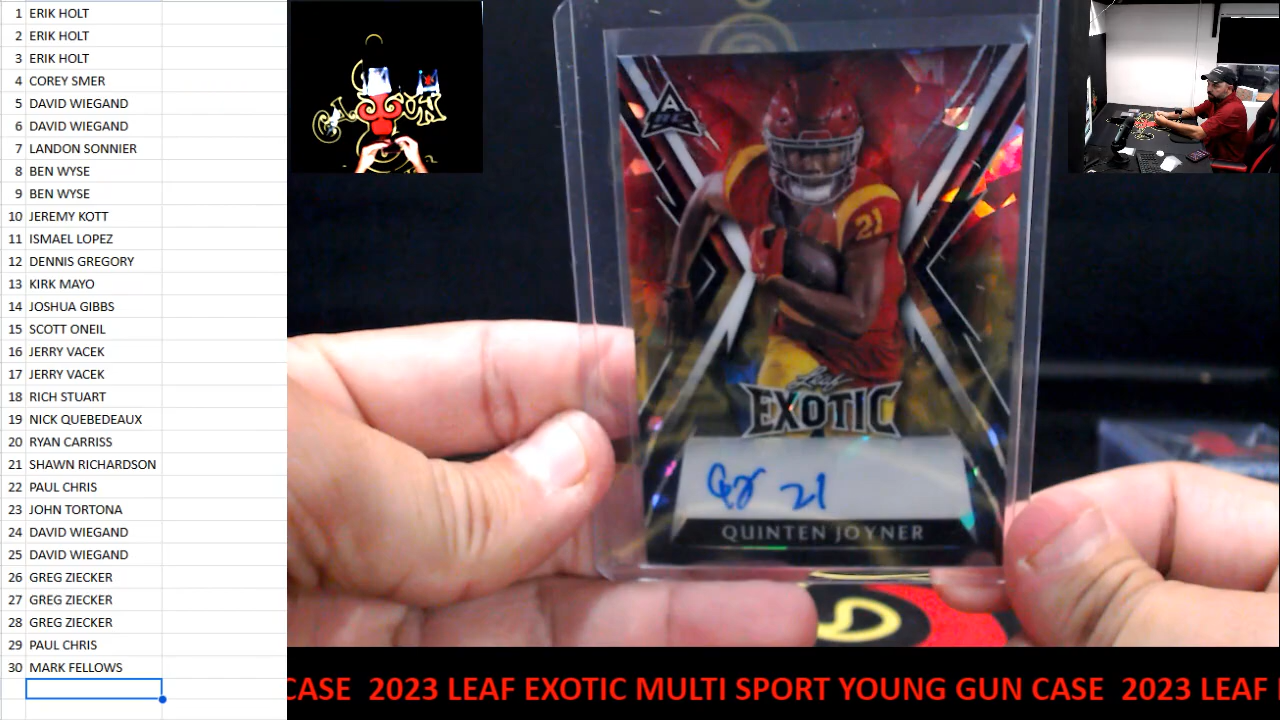 1 ERIK HOLT
2 ERIK HOLT
3 ERIK HOLT
4 COREY SMER
5 DAVID WIEGAND
6 DAVID WIEGAND
7 LANDON SONNIER
8 BEN WYSE
9 BEN WYSE
10 JEREMY KOTT
11 ISMAEL LOPEZ
12 DENNIS GREGORY
13 KIRK MAYO
14 JOSHUA GIBBS
15 SCOTT ONEIL
16 JERRY VACEK
17 JERRY VACEK
18 RICH STUART
19 NICK QUEBEDEAUX
20 RYAN CARRISS
21 SHAWN RICHARDSON
22 PAUL CHRIS
23 JOHN TORTONA
24 DAVID WIEGAND
25 DAVID WIEGAND
26 GREG ZIECKER
27 GREG ZIECKER
28 GREG ZIECKER
29 PAUL CHRIS
30 MARK FELLOWS
A
RC
21
Leaf
EXOTIC
21
QUINTEN JOYNER
CASE 2023 LEAF EXOTIC MULTI SPORT YOUNG GUN CASE 2023 LEAF